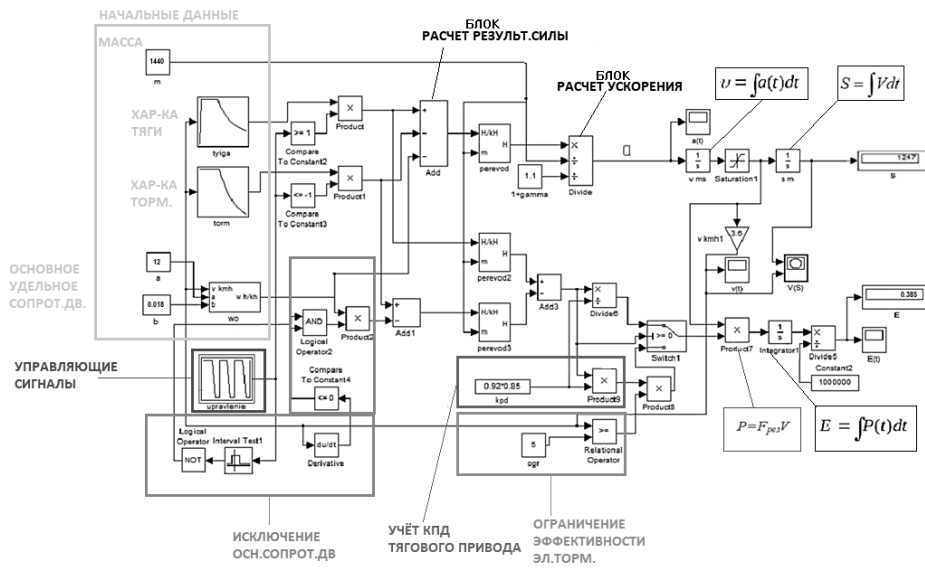 НАЧАЛЬНЫЕ ДАННЫЕ
МАССА
1440
m
БЛОК
РАСЧЕТ РЕЗУЛЬТ.СИЛЫ
БЛОК
РАСЧЕТ УСКОРЕНИЯ
υ = ∫a(t)dt
S = ∫Vdt
ХАР-КА
ТЯГИ
tyiga
>= 1
Compare
To Constant2
×
Product
+
−
−
Add
H/kH
m
H
perevod
1.1
1+gamma
×
÷
÷
Divide
a
a(t)
1
s
v ms
Saturation1
1
s
s m
1247
S
ХАР-КА
ТОРМ.
torm
<= -1
Compare
To Constant3
×
Product1
3.6
v kmh1
v(t)
V(S)
ОСНОВНОЕ
УДЕЛЬНОЕ
СОПРОТ.ДВ.
12
a
0.018
b
v kmh
a
b
w h/kh
wo
AND
Logical
Operator2
×
Product2
+
−
Add1
H/kH
m
H
perevod2
H/kH
m
H
perevod3
+
−
Add3
×
÷
Divide6
Switch1
×
Product7
1
s
Integrator1
×
÷
Divide5
0.385
E
E(t)
Constant2
1000000
УПРАВЛЯЮЩИЕ
СИГНАЛЫ
upravlenie
Compare
To Constant4
<= 0
0.92*0.85
kpd
×
Product9
×
Product8
P=FрезV
E = ∫P(t)dt
Logical
Operator
NOT
Interval Test1
du/dt
Derivative
5
ogr
>=
Relational
Operator
ИСКЛЮЧЕНИЕ
ОСН.СОПРОТ.ДВ
УЧЁТ КПД
ТЯГОВОГО ПРИВОДА
ОГРАНИЧЕНИЕ
ЭФФЕКТИВНОСТИ
ЭЛ.ТОРМ.